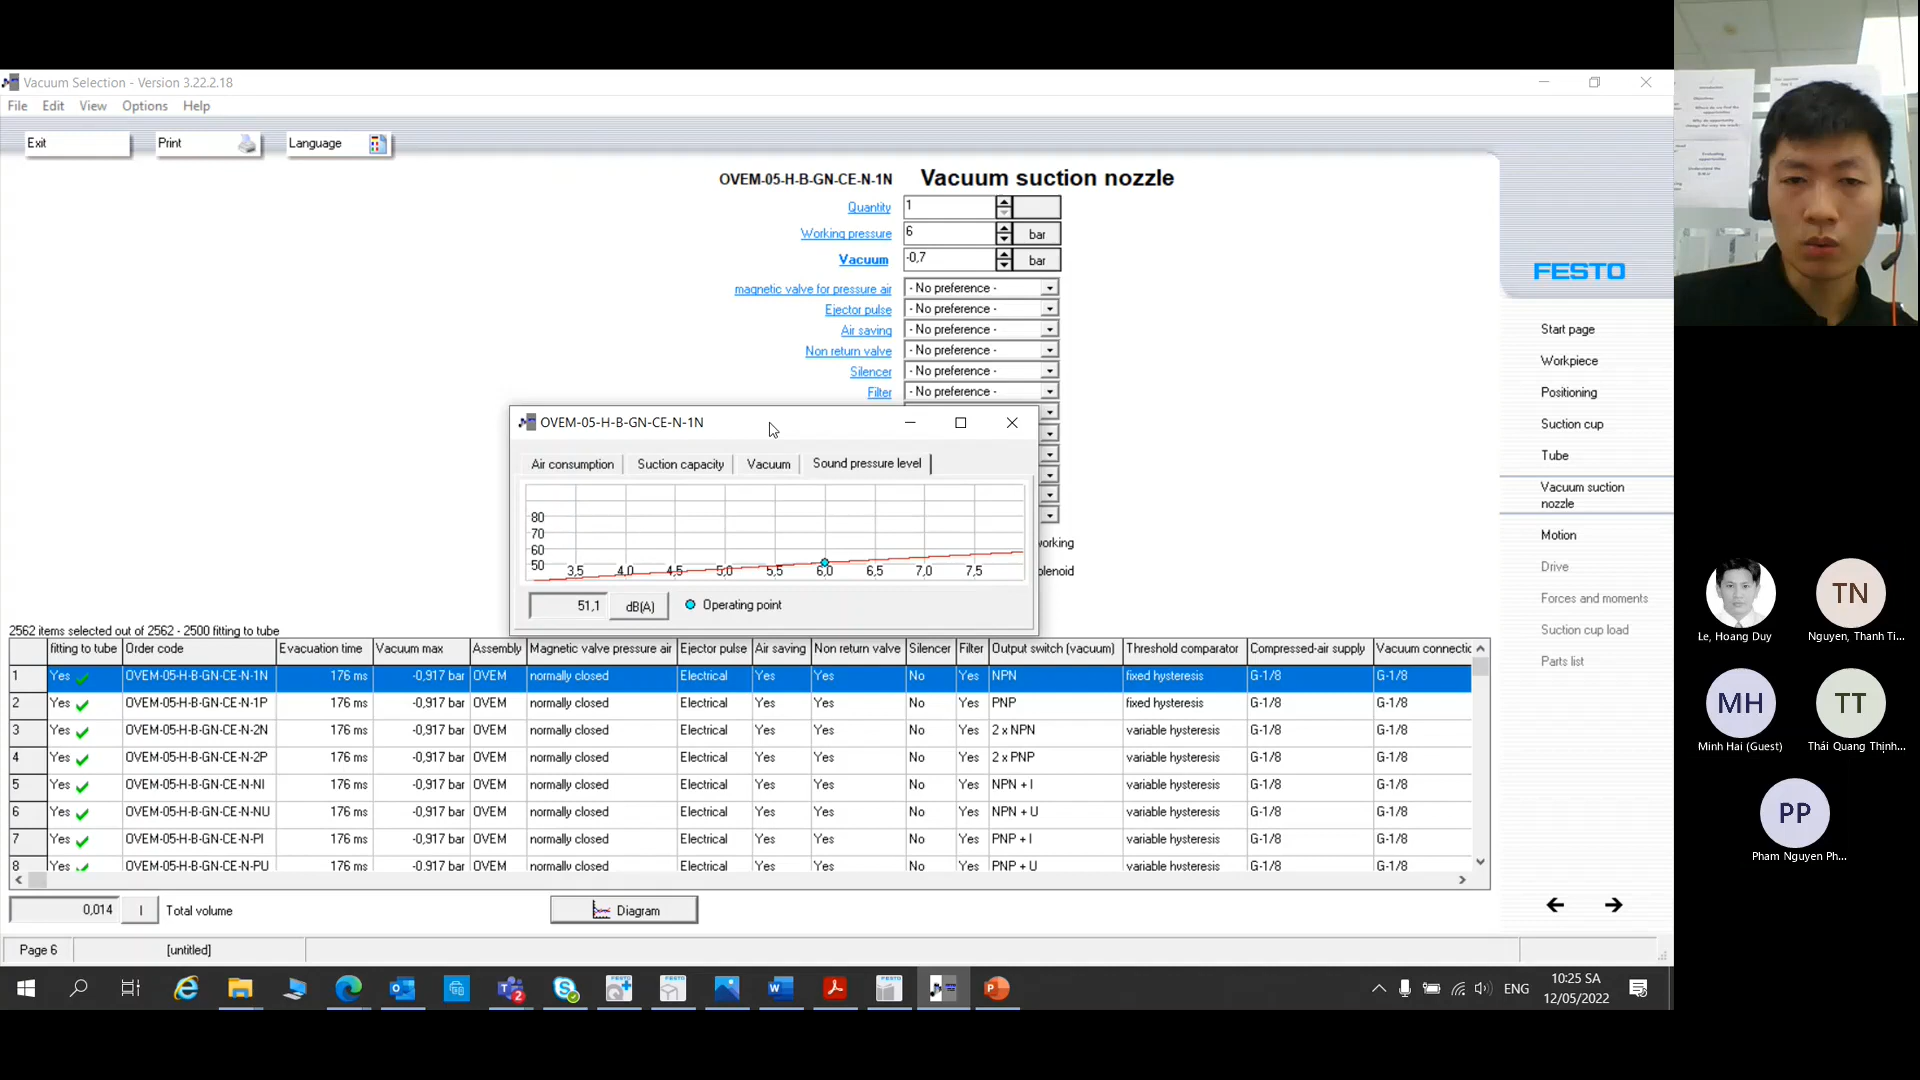 Vacuum Selection - Version 3.22.2.18
File Edit View Options Help
Exit Print Language
OVEM-05-H-B-GN-CE-N-1N Vacuum suction nozzle
Quantity 1
Working pressure 6 bar
Vacuum -0,7 bar
magnetic valve for pressure air - No preference -
Ejector pulse - No preference -
Air saving - No preference -
Non return valve - No preference -
Silencer - No preference -
Filter - No preference -
OVEM-05-H-B-GN-CE-N-1N
Air consumption Suction capacity Vacuum Sound pressure level
80
70
60
50
3,5 4,0 4,5 5,0 5,5 6,0 6,5 7,0 7,5
51,1 dB(A) Operating point
working
olenoid
FESTO
Start page
Workpiece
Positioning
Suction cup
Tube
Vacuum suction
nozzle
Motion
Drive
Forces and moments
Suction cup load
Parts list
2562 items selected out of 2562 - 2500 fitting to tube
fitting to tube Order code Evacuation time Vacuum max Assembly Magnetic valve pressure air Ejector pulse Air saving Non return valve Silencer Filter Output switch (vacuum) Threshold comparator Compressed-air supply Vacuum connectic
1 Yes OVEM-05-H-B-GN-CE-N-1N 176 ms -0,917 bar OVEM normally closed Electrical Yes Yes No Yes NPN fixed hysteresis G-1/8 G-1/8
2 Yes OVEM-05-H-B-GN-CE-N-1P 176 ms -0,917 bar OVEM normally closed Electrical Yes Yes No Yes PNP fixed hysteresis G-1/8 G-1/8
3 Yes OVEM-05-H-B-GN-CE-N-2N 176 ms -0,917 bar OVEM normally closed Electrical Yes Yes No Yes 2 x NPN variable hysteresis G-1/8 G-1/8
4 Yes OVEM-05-H-B-GN-CE-N-2P 176 ms -0,917 bar OVEM normally closed Electrical Yes Yes No Yes 2 x PNP variable hysteresis G-1/8 G-1/8
5 Yes OVEM-05-H-B-GN-CE-N-NI 176 ms -0,917 bar OVEM normally closed Electrical Yes Yes No Yes NPN + I variable hysteresis G-1/8 G-1/8
6 Yes OVEM-05-H-B-GN-CE-N-NU 176 ms -0,917 bar OVEM normally closed Electrical Yes Yes No Yes NPN + U variable hysteresis G-1/8 G-1/8
7 Yes OVEM-05-H-B-GN-CE-N-PI 176 ms -0,917 bar OVEM normally closed Electrical Yes Yes No Yes PNP + I variable hysteresis G-1/8 G-1/8
8 Yes OVEM-05-H-B-GN-CE-N-PU 176 ms -0,917 bar OVEM normally closed Electrical Yes Yes No Yes PNP + U variable hysteresis G-1/8 G-1/8
0,014 l Total volume Diagram
Page 6 [untitled]
ENG
10:25 SA
12/05/2022
Le, Hoang Duy
TN
Nguyen, Thanh Ti...
MH
Minh Hai (Guest)
TT
Thái Quang Thịnh...
PP
Pham Nguyen Ph...